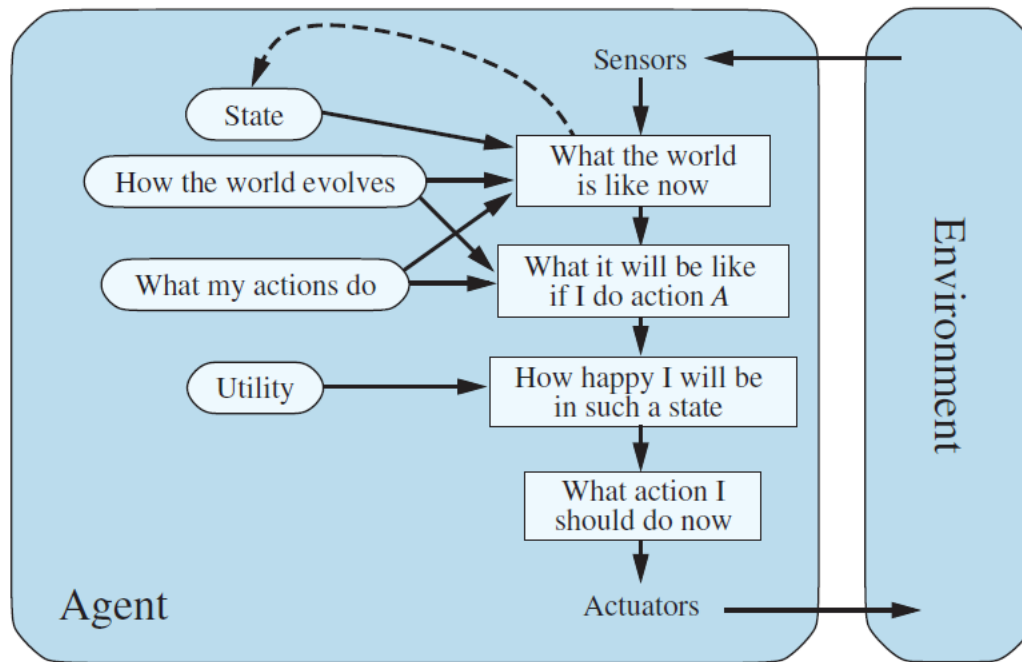 Sensors
State
What the world
is like now
How the world evolves
What it will be like
if I do action A
What my actions do
How happy I will be
in such a state
Utility
What action I
should do now
Agent
Actuators
Environment